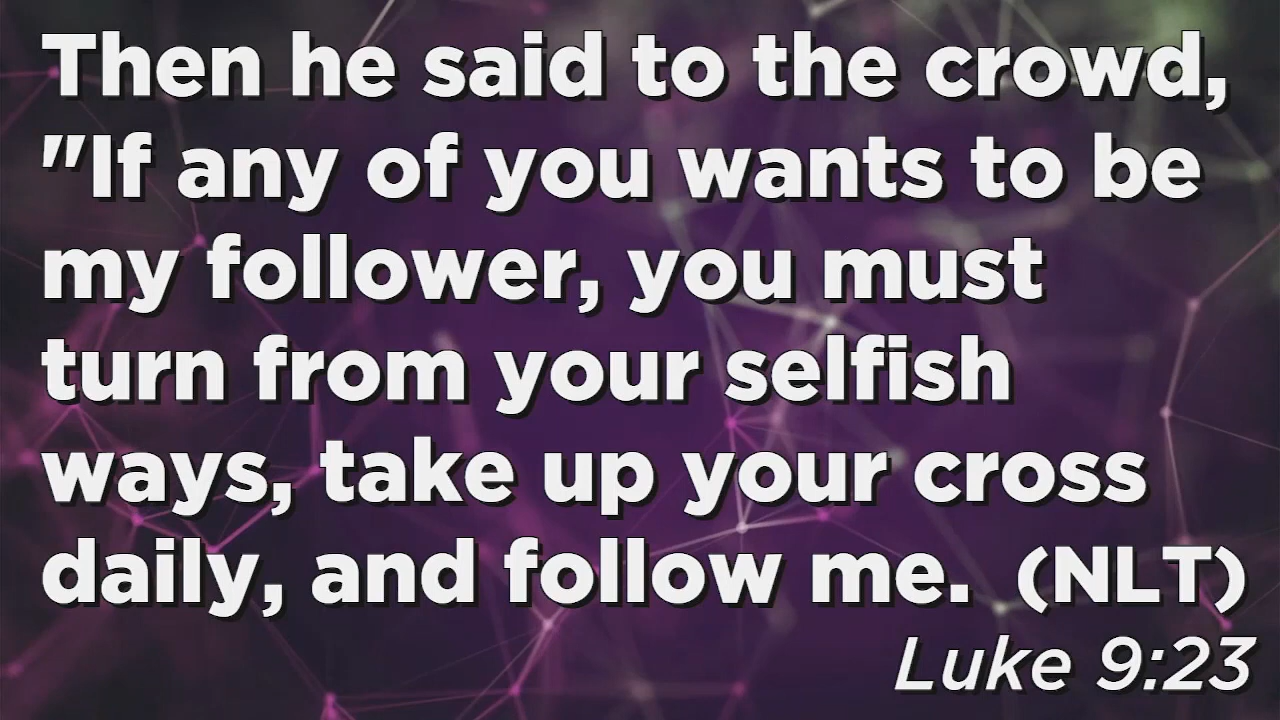 Then he said to the crowd,
"If any of you wants to be
my follower, you must
turn from your selfish
ways, take up your cross
daily, and follow me. (NLT)
Luke 9:23